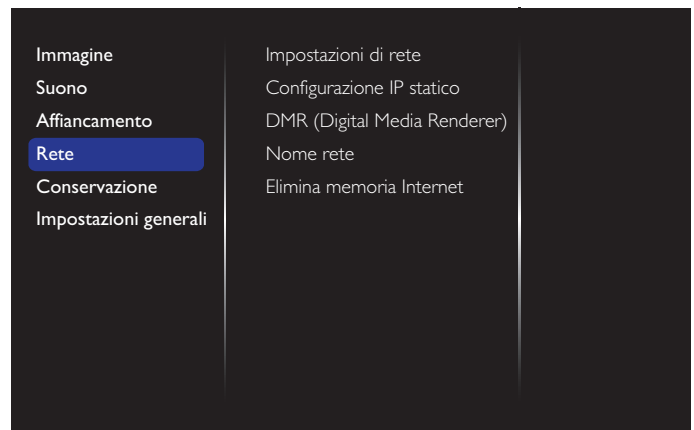 Immagine
Suono
Affiancamento
Rete
Conservazione
Impostazioni generali
Impostazioni di rete
Configurazione IP statico
DMR (Digital Media Renderer)
Nome rete
Elimina memoria Internet